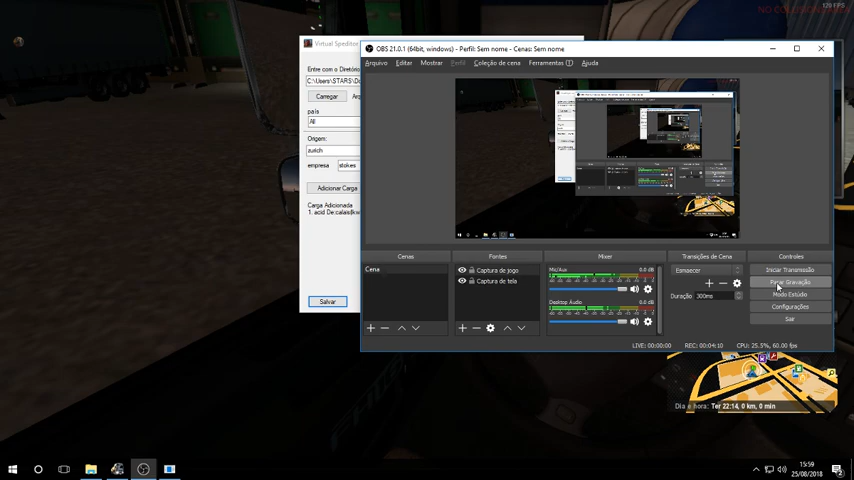 129 FPS
Virtual Speditor
Entre com o Diretório
C:\Users\STARS\Do
Carregar
país
All
Origem:
zurich
empresa stokes
Adicionar Carga
Carga Adicionada
Salvar
OBS 21.0.1 (64bit, windows) - Perfil: Sem nome - Cenas: Sem nome
Arquivo Editar Mostrar Perfil Coleção de cena Ferramentas (T) Ajuda
Cenas Fontes Mixer Transições de Cena Controles
Cena
Captura de jogo
Captura de tela
Mic/Aux 0.0 dB
Desktop Audio 0.0 dB
Esmaecer
Duração 300ms
Iniciar Transmissão
Parar Gravação
Modo Estúdio
Configurações
Sair
LIVE: 00:00:00 REC: 00:04:10 CPU: 25.5%, 60.00 fps
Dia e hora: Ter 22:14, 0 km, 0 min
15:59
25/08/2018
2